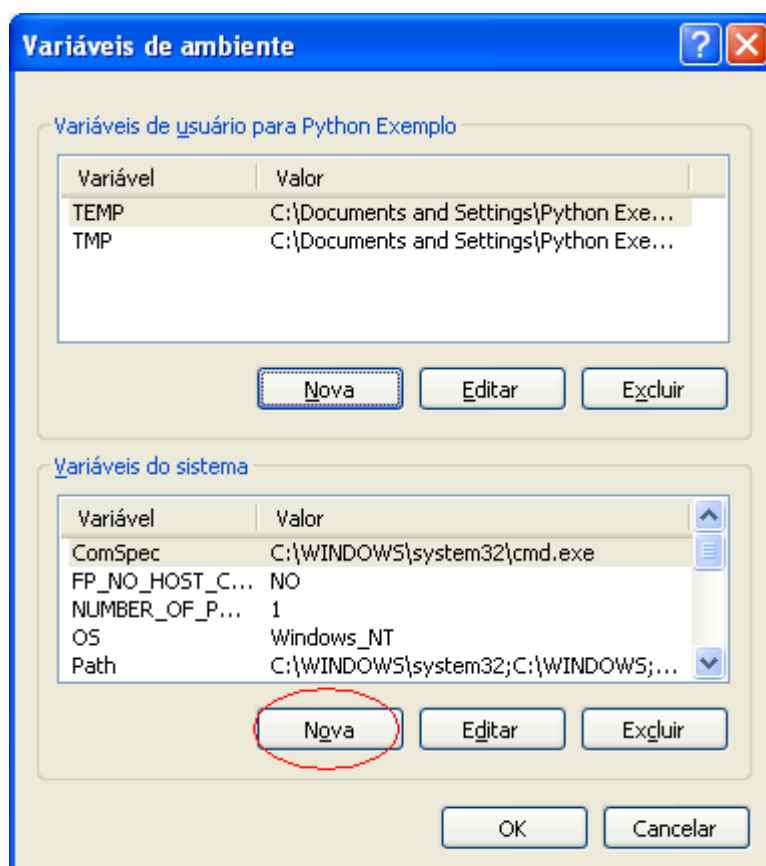 Variáveis de ambiente
Variáveis de usuário para Python Exemplo
Variável Valor
TEMP C:\Documents and Settings\Python Exe...
TMP C:\Documents and Settings\Python Exe...
Nova Editar Excluir
Variáveis do sistema
Variável Valor
ComSpec C:\WINDOWS\system32\cmd.exe
FP_NO_HOST_C... NO
NUMBER_OF_P... 1
OS Windows_NT
Path C:\WINDOWS\system32;C:\WINDOWS;...
Nova Editar Excluir
OK Cancelar